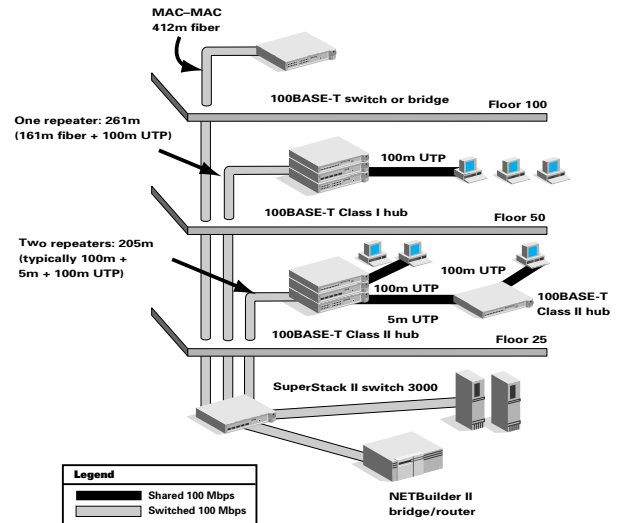 MAC–MAC
412m fiber
100BASE-T switch or bridge
Floor 100
One repeater: 261m
(161m fiber + 100m UTP)
100m UTP
100BASE-T Class I hub
Floor 50
Two repeaters: 205m
(typically 100m +
5m + 100m UTP)
100m UTP
100m UTP
5m UTP
100BASE-T
Class II hub
100BASE-T Class II hub
Floor 25
SuperStack II switch 3000
NETBuilder II
bridge/router
Legend
Shared 100 Mbps
Switched 100 Mbps